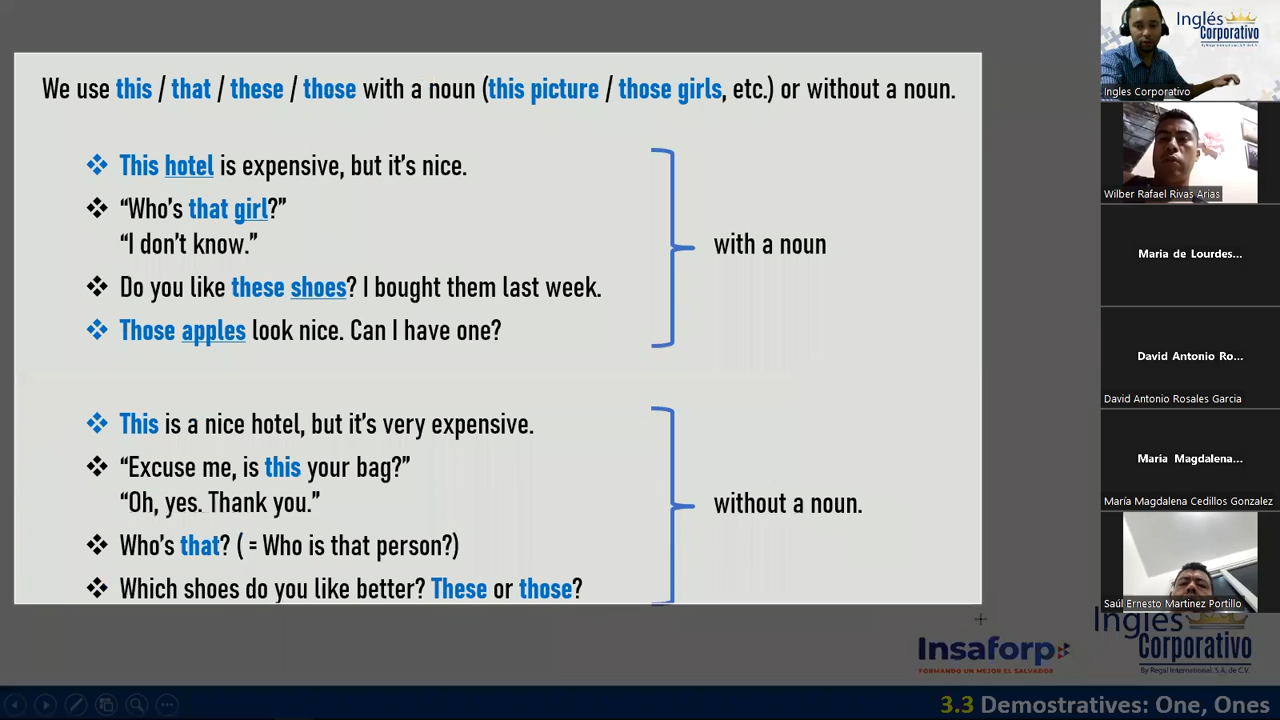 We use this / that / these / those with a noun (this picture / those girls, etc.) or without a noun.
❖ This hotel is expensive, but it's nice.
❖ “Who's that girl?”
“I don't know.”
❖ Do you like these shoes? I bought them last week.
❖ Those apples look nice. Can I have one?
with a noun
❖ This is a nice hotel, but it's very expensive.
❖ “Excuse me, is this your bag?”
“Oh, yes. Thank you.”
❖ Who's that? ( = Who is that person?)
❖ Which shoes do you like better? These or those?
without a noun.
Inglés
Corporativo
By Regal International, S.A. de C.V.
Ingles Corporativo
Wilber Rafael Rivas Arias
Maria de Lourdes...
David Antonio Ro...
David Antonio Rosales Garcia
Maria Magdalena...
María Magdalena Cedillos Gonzalez
Saúl Ernesto Martinez Portillo
Insaforp
FORMANDO UN MEJOR EL SALVADOR
Inglés
Corporativo
By Regal International, S.A. de C.V.
3.3 Demostratives: One, Ones